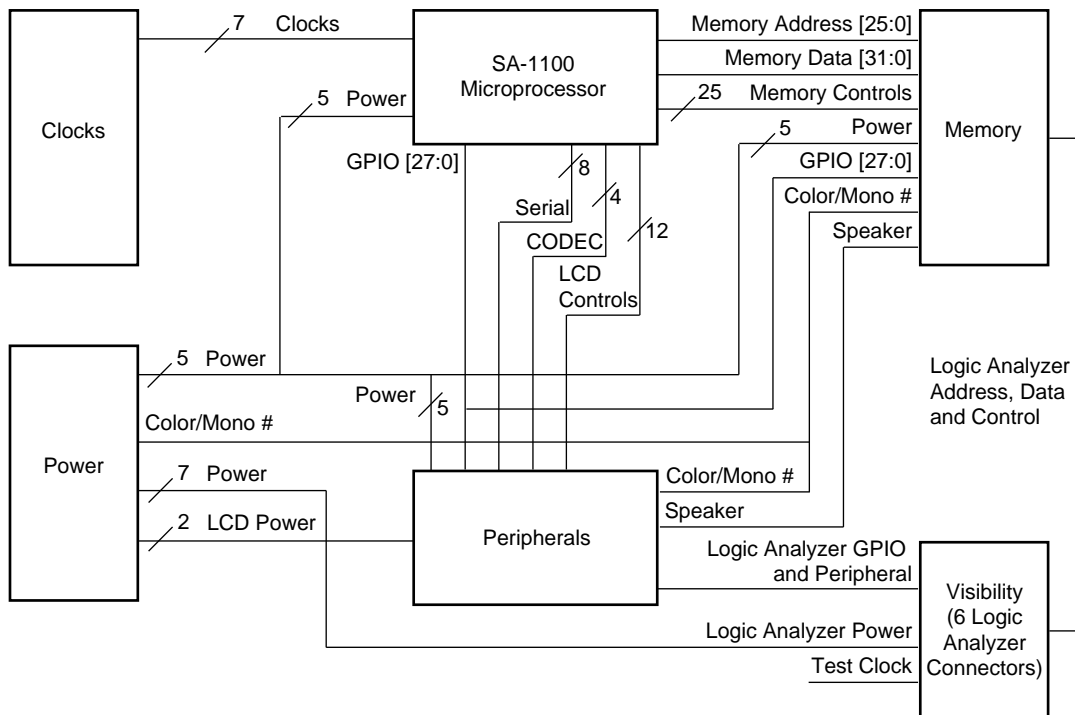 7 Clocks
SA-1100
Microprocessor
Memory Address [25:0]
Memory Data [31:0]
25 Memory Controls
5 Power
Clocks
5 Power
Memory
GPIO [27:0]
GPIO [27:0]
8
4
12
Color/Mono #
Serial
Speaker
CODEC
LCD
Controls
5 Power
Power
5
Logic Analyzer
Address, Data
and Control
Color/Mono #
Power
7 Power
2 LCD Power
Peripherals
Color/Mono #
Speaker
Logic Analyzer GPIO
and Peripheral
Visibility
(6 Logic
Analyzer
Connectors)
Logic Analyzer Power
Test Clock